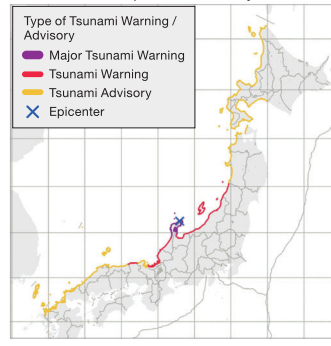 Type of Tsunami Warning /
Advisory
Major Tsunami Warning
Tsunami Warning
Tsunami Advisory
Epicenter